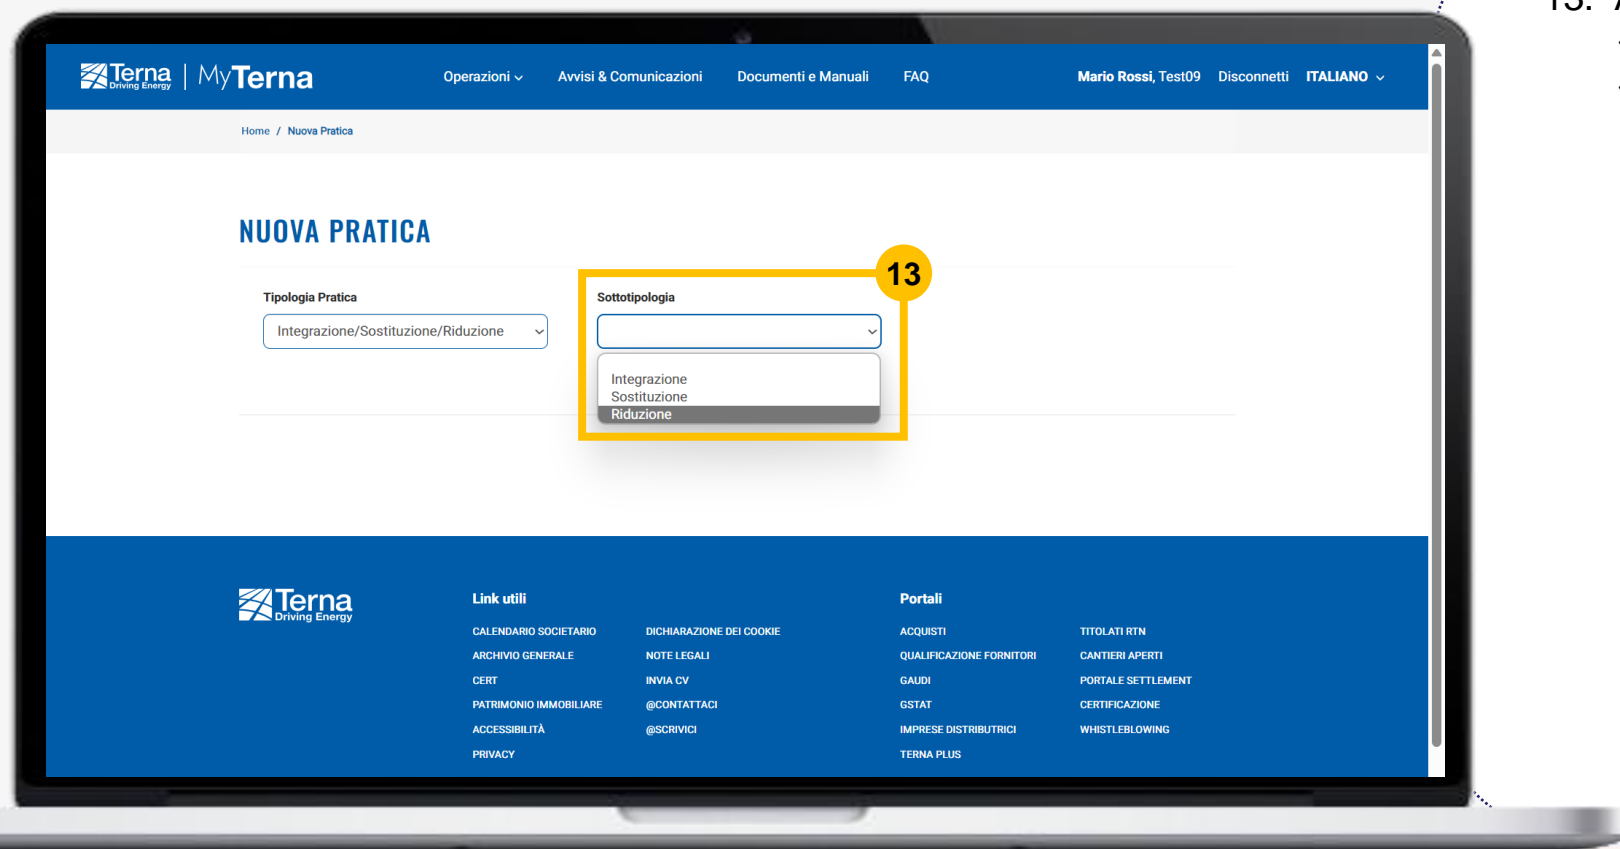 13.
Terna
Driving Energy
MyTerna
Operazioni
Avvisi & Comunicazioni
Documenti e Manuali
FAQ
Mario Rossi, Test09
Disconnetti
ITALIANO
Home / Nuova Pratica
NUOVA PRATICA
13
Tipologia Pratica
Integrazione/Sostituzione/Riduzione
Sottotipologia
Integrazione
Sostituzione
Riduzione
Terna
Driving Energy
Link utili
CALENDARIO SOCIETARIO
ARCHIVIO GENERALE
CERT
PATRIMONIO IMMOBILIARE
ACCESSIBILITÀ
PRIVACY
DICHIARAZIONE DEI COOKIE
NOTE LEGALI
INVIA CV
@CONTATTACI
@SCRIVICI
Portali
ACQUISTI
QUALIFICAZIONE FORNITORI
GAUDI
GSTAT
IMPRESE DISTRIBUTRICI
TERNA PLUS
TITOLATI RTN
CANTIERI APERTI
PORTALE SETTLEMENT
CERTIFICAZIONE
WHISTLEBLOWING